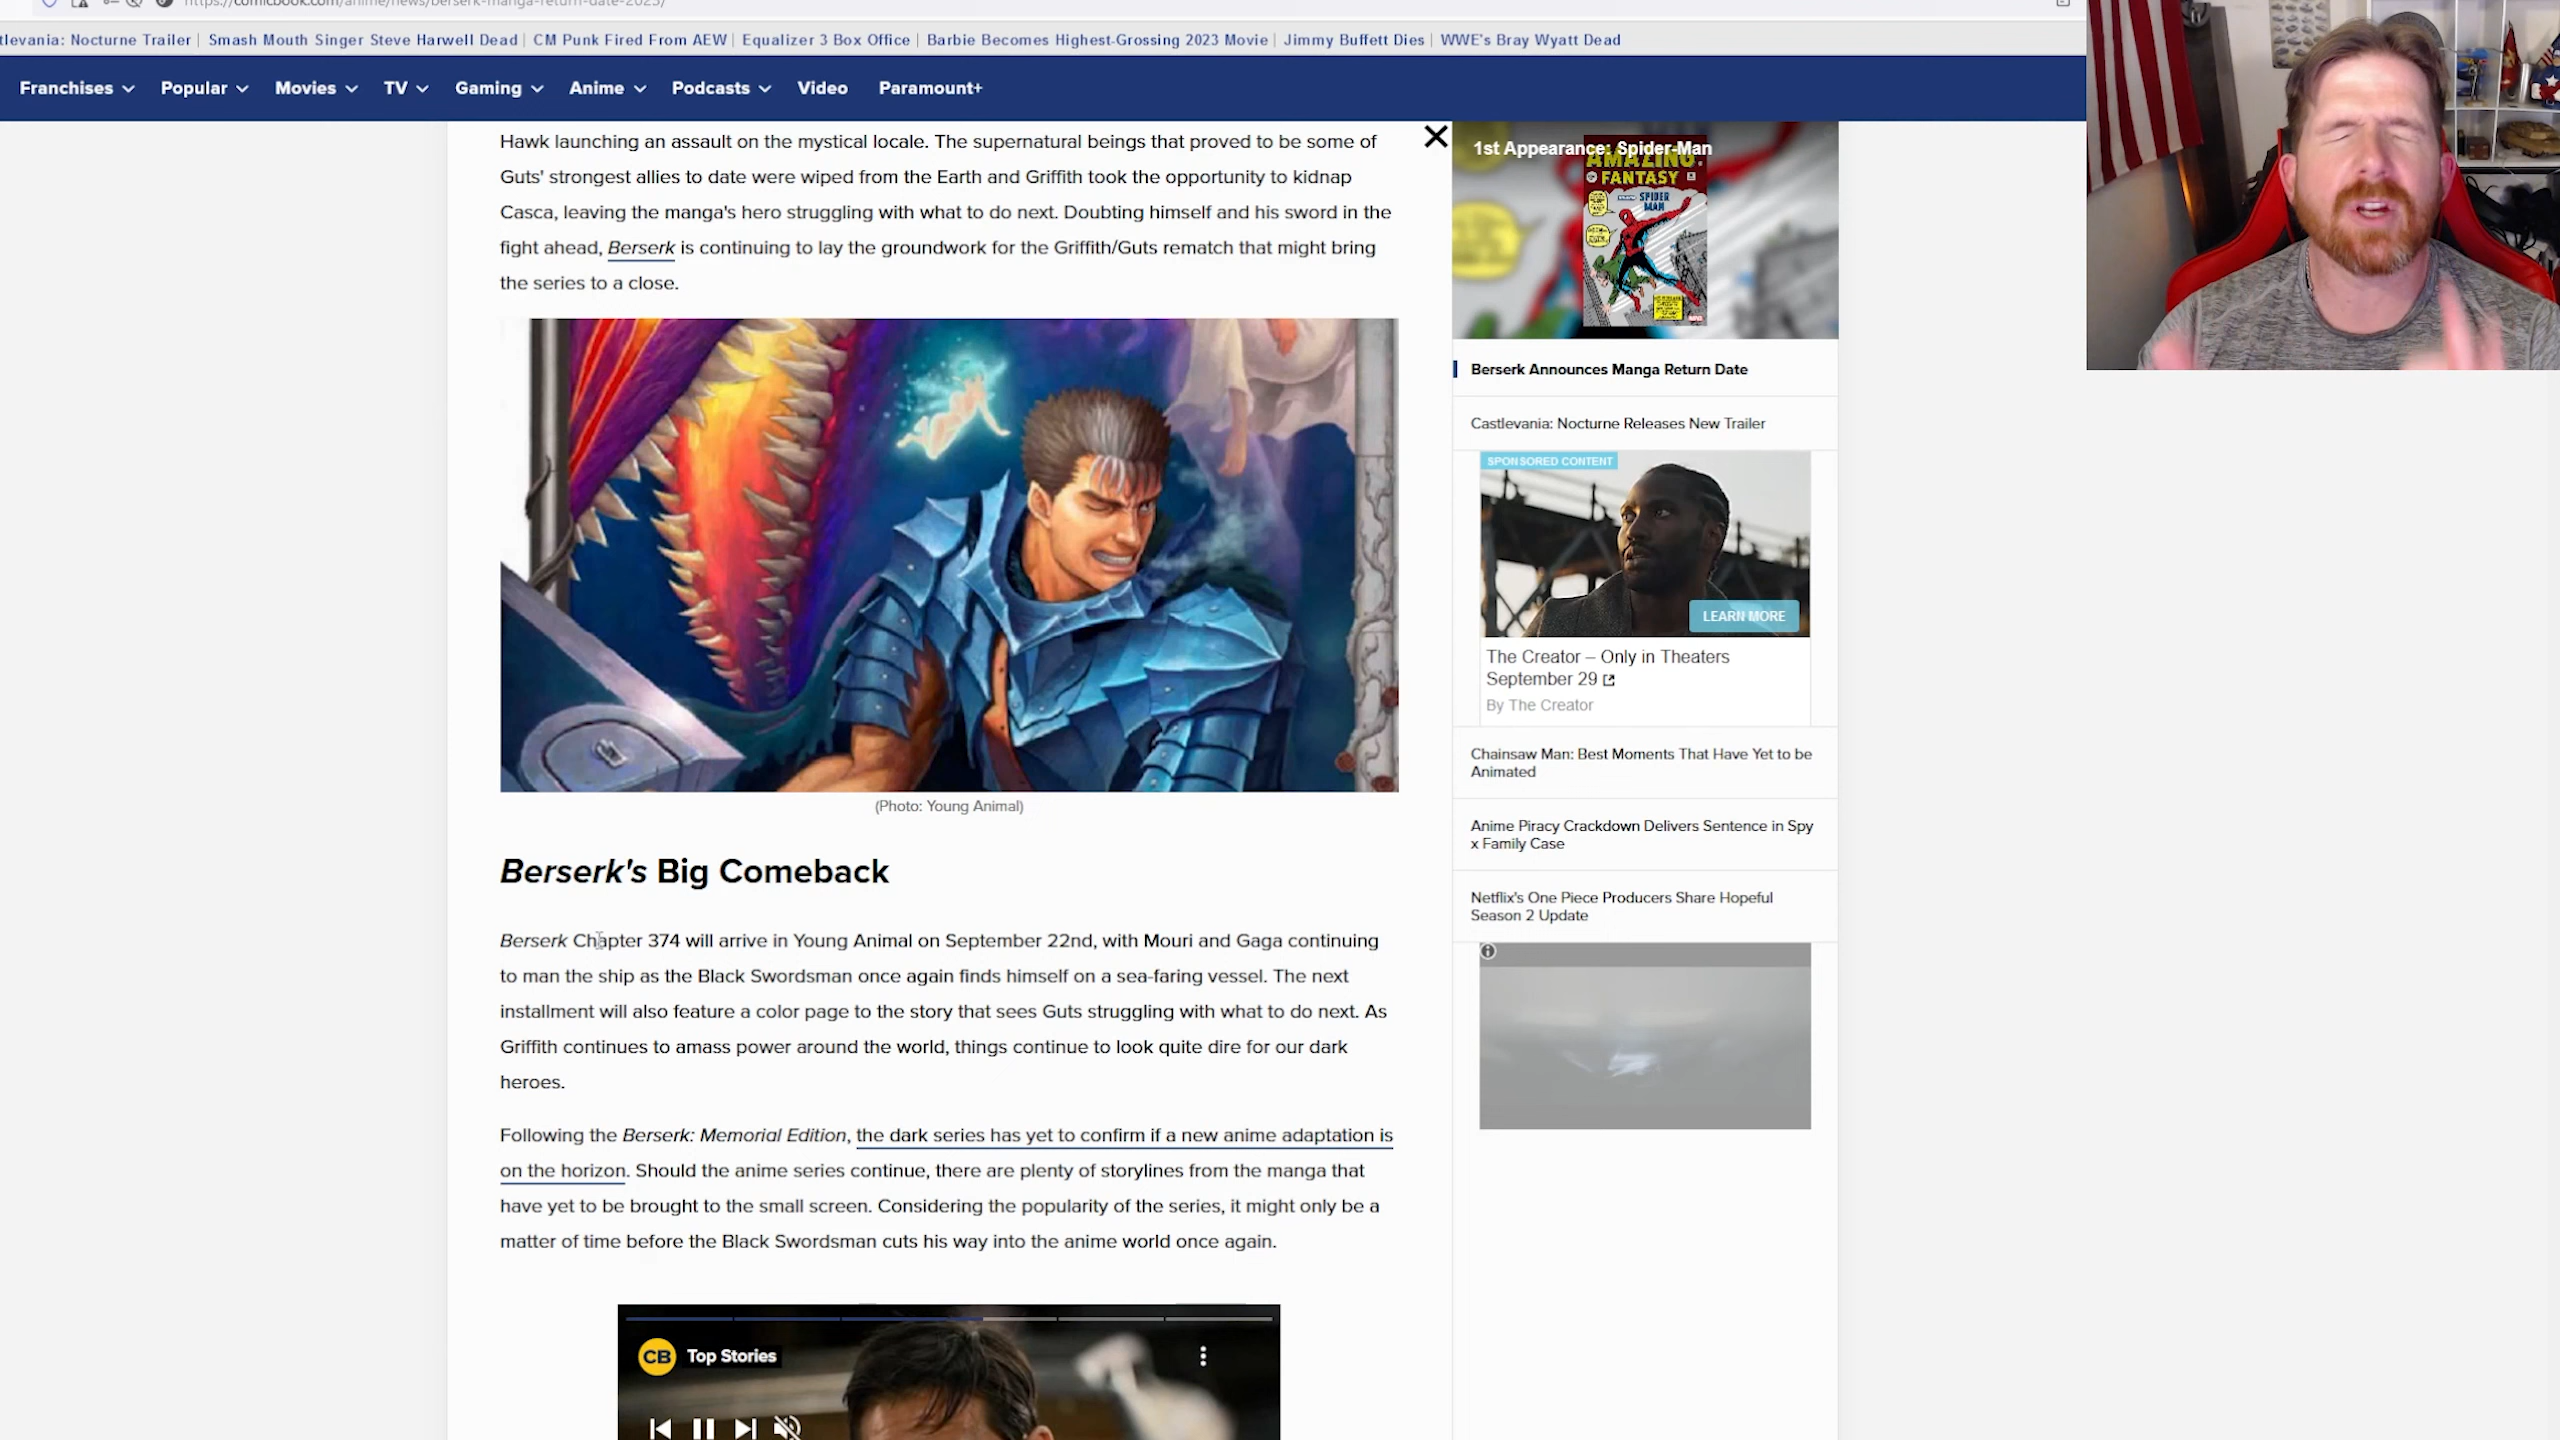 https://comicbook.com/anime/news/berserk-manga-return-date-2023/
tlevania: Nocturne Trailer | Smash Mouth Singer Steve Harwell Dead | CM Punk Fired From AEW | Equalizer 3 Box Office | Barbie Becomes Highest-Grossing 2023 Movie | Jimmy Buffett Dies | WWE's Bray Wyatt Dead
Franchises Popular Movies TV Gaming Anime Podcasts Video Paramount+
Hawk launching an assault on the mystical locale. The supernatural beings that proved to be some of
Guts' strongest allies to date were wiped from the Earth and Griffith took the opportunity to kidnap
Casca, leaving the manga's hero struggling with what to do next. Doubting himself and his sword in the
fight ahead, Berserk is continuing to lay the groundwork for the Griffith/Guts rematch that might bring
the series to a close.
(Photo: Young Animal)
Berserk's Big Comeback
Berserk Chapter 374 will arrive in Young Animal on September 22nd, with Mouri and Gaga continuing
to man the ship as the Black Swordsman once again finds himself on a sea-faring vessel. The next
installment will also feature a color page to the story that sees Guts struggling with what to do next. As
Griffith continues to amass power around the world, things continue to look quite dire for our dark
heroes.
Following the Berserk: Memorial Edition, the dark series has yet to confirm if a new anime adaptation is
on the horizon. Should the anime series continue, there are plenty of storylines from the manga that
have yet to be brought to the small screen. Considering the popularity of the series, it might only be a
matter of time before the Black Swordsman cuts his way into the anime world once again.
CB Top Stories
1st Appearance: Spider-Man
AMAZING
FANTASY
SPIDER
MAN
Berserk Announces Manga Return Date
Castlevania: Nocturne Releases New Trailer
SPONSORED CONTENT
LEARN MORE
The Creator – Only in Theaters
September 29
By The Creator
Chainsaw Man: Best Moments That Have Yet to be
Animated
Anime Piracy Crackdown Delivers Sentence in Spy
x Family Case
Netflix's One Piece Producers Share Hopeful
Season 2 Update